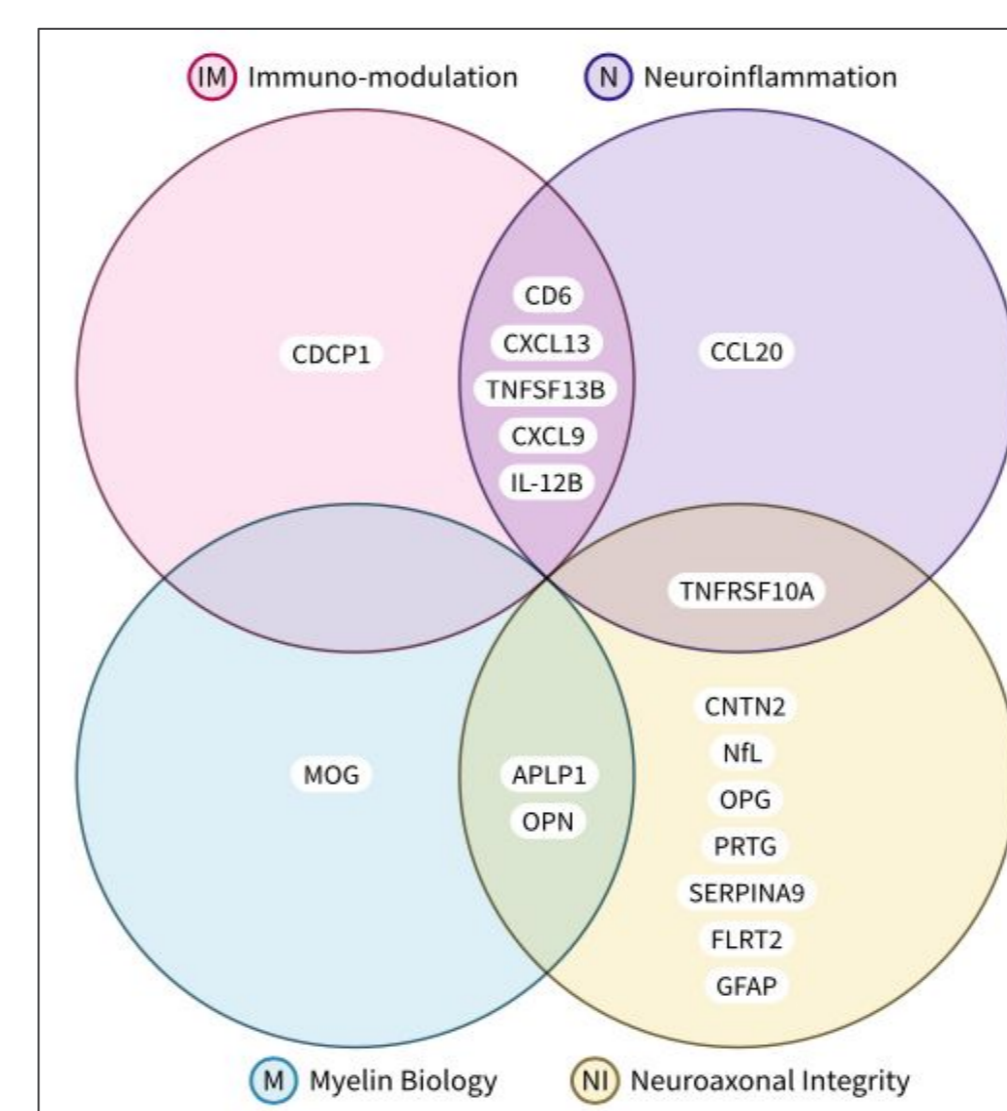 IM Immuno-modulation
N Neuroinflammation
CDCP1
CD6
CXCL13
TNFSF13B
CXCL9
IL-12B
CCL20
TNFRSF10A
MOG
APLP1
OPN
CNTN2
NfL
OPG
PRTG
SERPINA9
FLRT2
GFAP
M Myelin Biology
NI Neuroaxonal Integrity